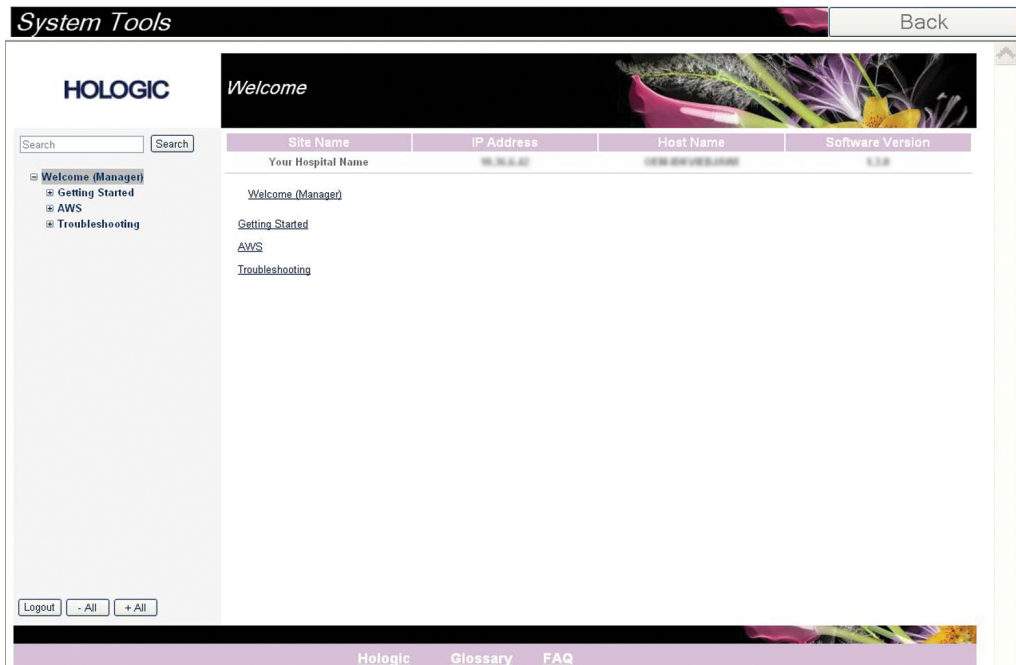 System Tools
Back
HOLOGIC
Welcome
Search Search
Site Name IP Address Host Name Software Version
Your Hospital Name
Welcome (Manager)
Getting Started
AWS
Troubleshooting
Welcome (Manager)
Getting Started
AWS
Troubleshooting
Logout - All + All
Hologic Glossary FAQ